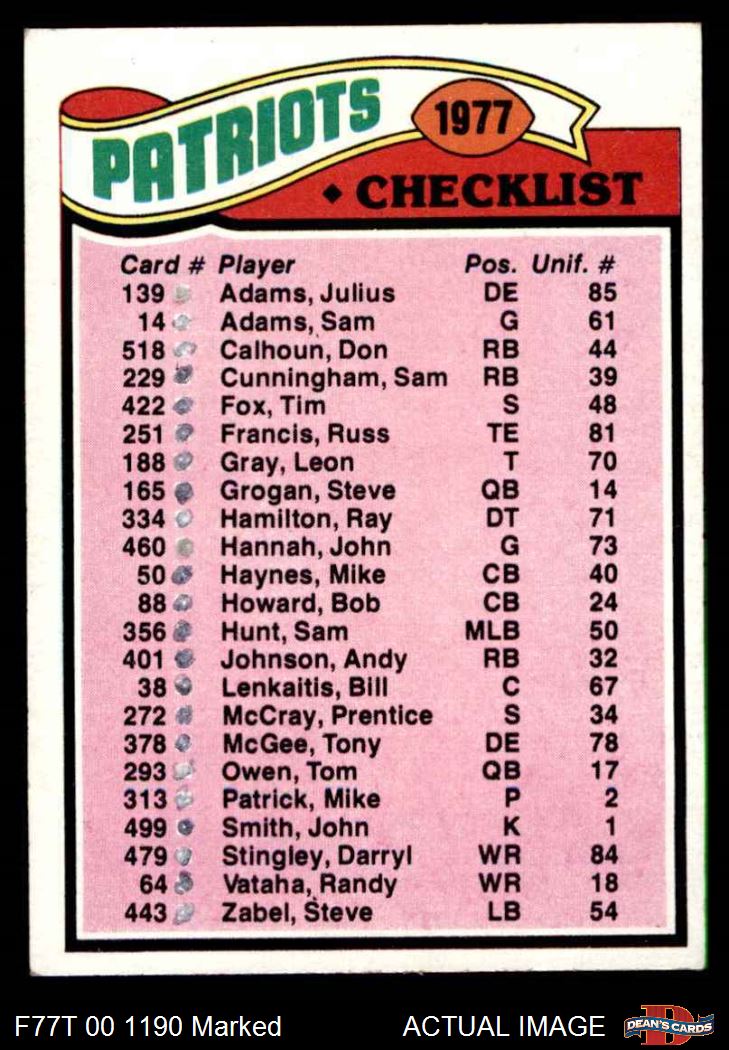 PATRIOTS
1977
♦ CHECKLIST
Card # Player Pos. Unif. #
139 Adams, Julius DE 85
14 Adams, Sam G 61
518 Calhoun, Don RB 44
229 Cunningham, Sam RB 39
422 Fox, Tim S 48
251 Francis, Russ TE 81
188 Gray, Leon T 70
165 Grogan, Steve QB 14
334 Hamilton, Ray DT 71
460 Hannah, John G 73
50 Haynes, Mike CB 40
88 Howard, Bob CB 24
356 Hunt, Sam MLB 50
401 Johnson, Andy RB 32
38 Lenkaitis, Bill C 67
272 McCray, Prentice S 34
378 McGee, Tony DE 78
293 Owen, Tom QB 17
313 Patrick, Mike P 2
499 Smith, John K 1
479 Stingley, Darryl WR 84
64 Vataha, Randy WR 18
443 Zabel, Steve LB 54
F77T 00 1190 Marked ACTUAL IMAGE
DEAN'S CARDS